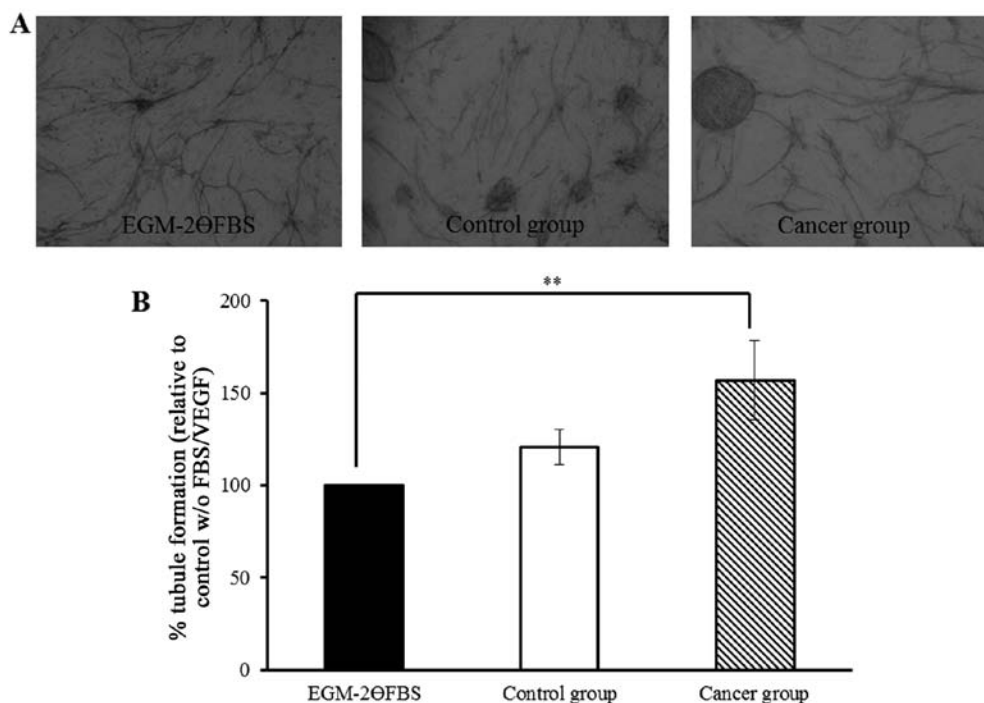 A
EGM-2ΘFBS
Control group
Cancer group
B
**
% tubule formation (relative to
control w/o FBS/VEGF)
200
150
100
50
0
EGM-2ΘFBS
Control group
Cancer group